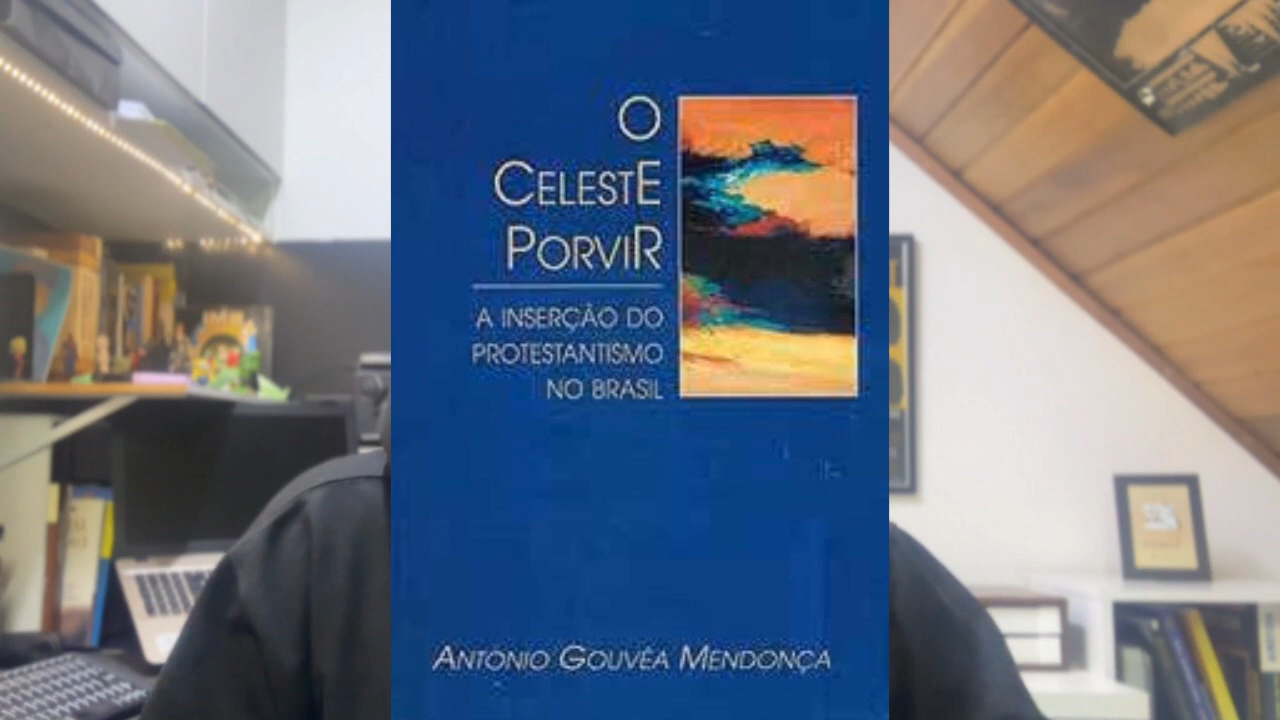 O
CELESTE
PORVIR
A INSERÇÃO DO
PROTESTANTISMO
NO BRASIL
ANTONIO GOUVÊA MENDONÇA